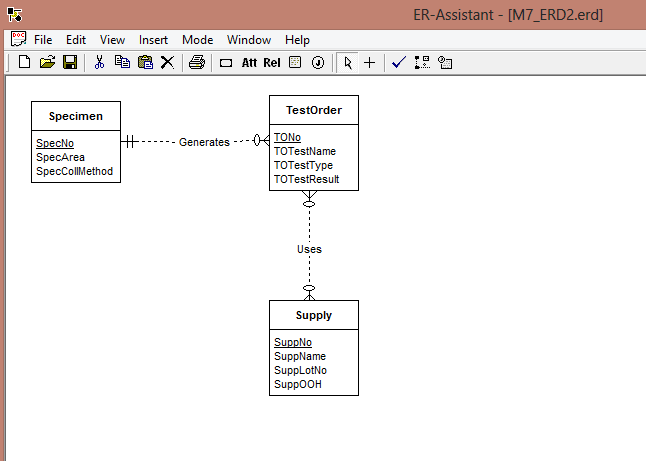 ER-Assistant - [M7_ERD2.erd]
File Edit View Insert Mode Window Help
Att Rel J
Specimen
SpecNo
SpecArea
SpecCollMethod
Generates
TestOrder
TONo
TOTestName
TOTestType
TOTestResult
Uses
Supply
SuppNo
SuppName
SuppLotNo
SuppOOH